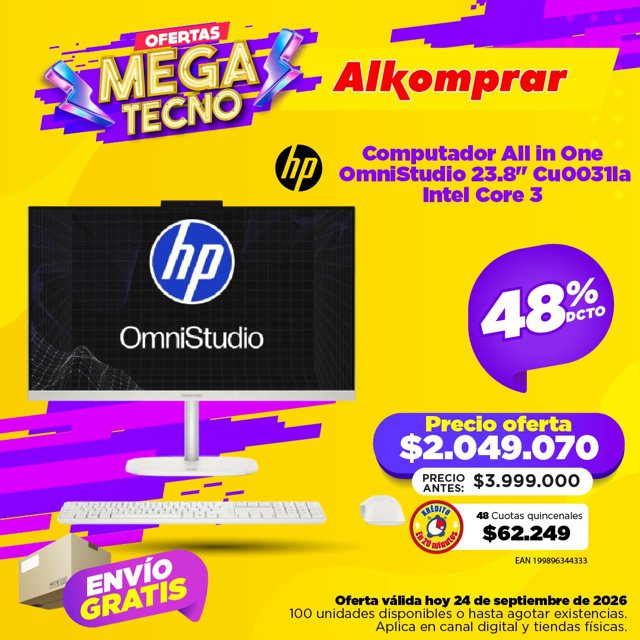 OFERTAS
MEGA
TECNO
Alkomprar
hp
Computador All in One
OmniStudio 23.8" Cu0031la
Intel Core 3
hp
OmniStudio
48%
DCTO
Precio oferta
$2.049.070
PRECIO
ANTES: $3.999.000
KRÉDITO
En 20 minutos
48 Cuotas quincenales
$62.249
EAN 199896344333
ENVÍO
GRATIS
Oferta válida hoy 24 de septiembre de 2026
100 unidades disponibles o hasta agotar existencias.
Aplica en canal digital y tiendas físicas.